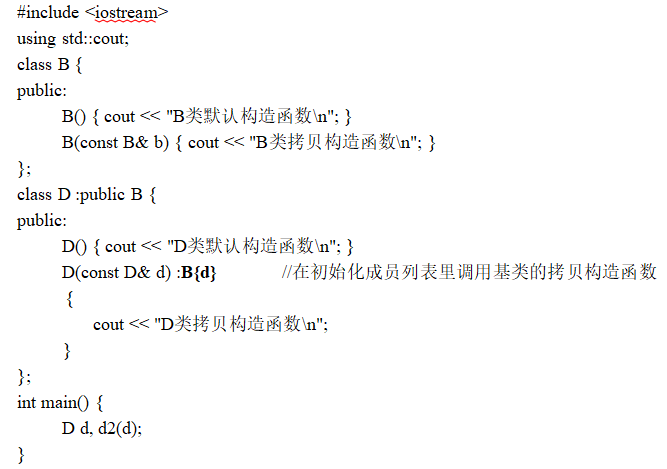 #include <iostream>
using std::cout;
class B {
public:
B() { cout << "B类默认构造函数\n"; }
B(const B& b) { cout << "B类拷贝构造函数\n"; }
};
class D :public B {
public:
D() { cout << "D类默认构造函数\n"; }
D(const D& d) :B{d} //在初始化成员列表里调用基类的拷贝构造函数
{
cout << "D类拷贝构造函数\n";
}
};
int main() {
D d, d2(d);
}